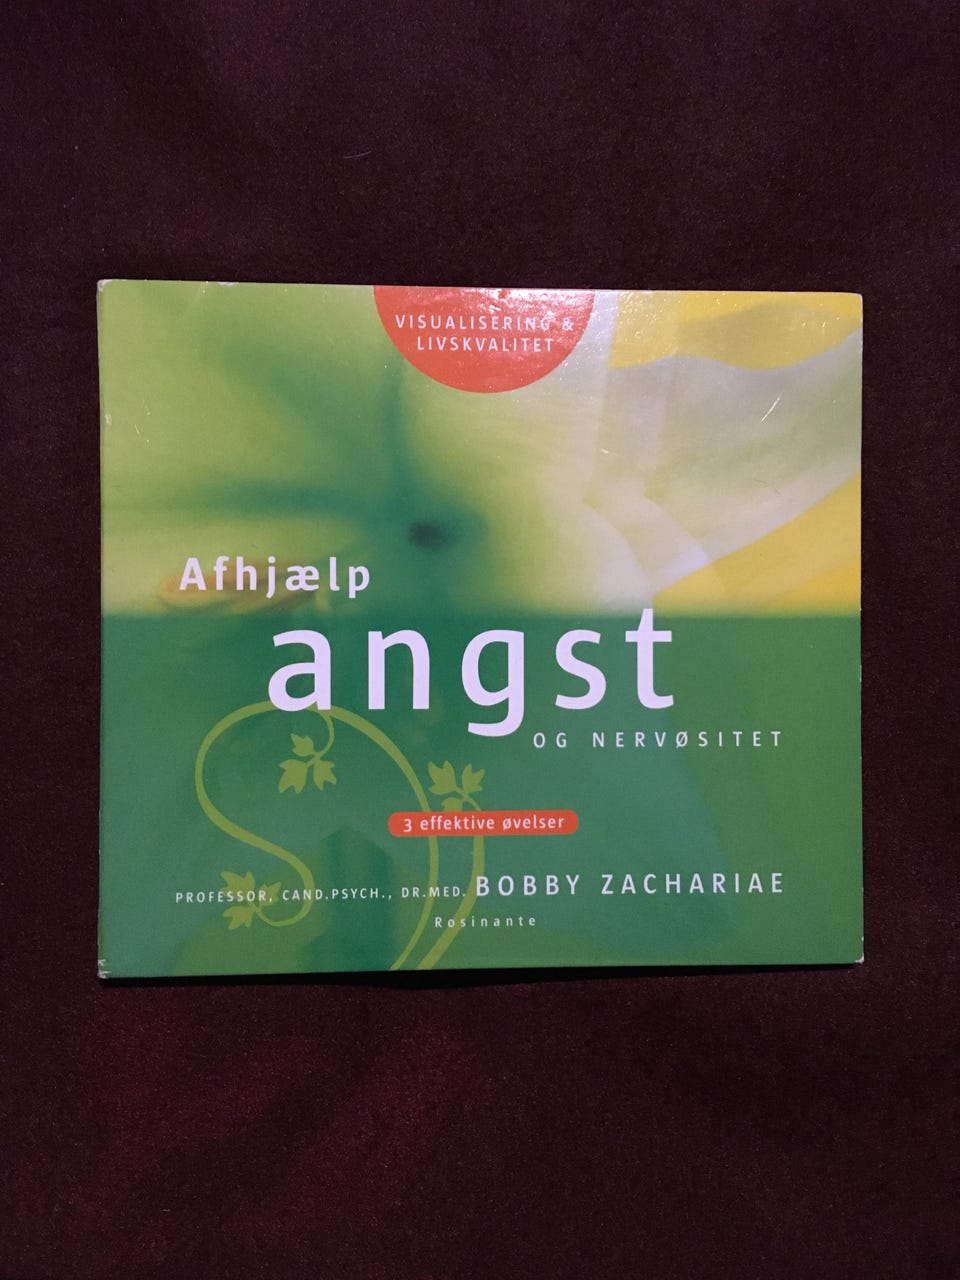 VISUALISERING &
LIVSKVALITET
Afhjælp
angst
OG NERVØSITET
3 effektive øvelser
PROFESSOR, CAND.PSYCH., DR.MED. BOBBY ZACHARIAE
Rosinante